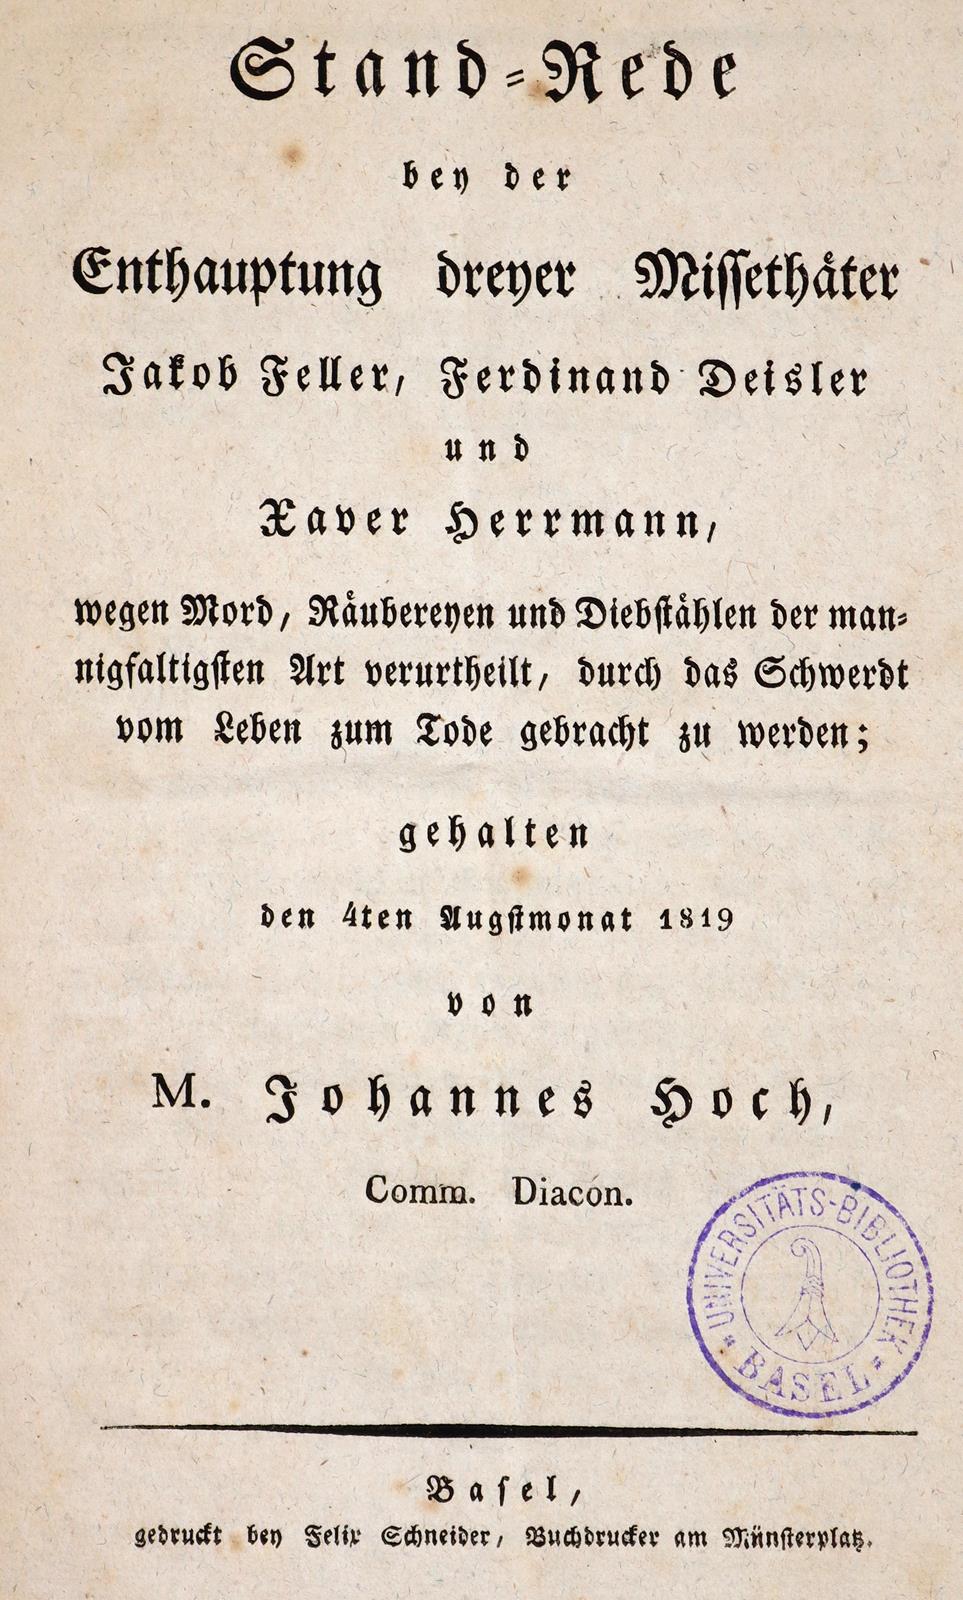 Stand-Rede
bey der
Enthauptung dreyer Missethäter
Jakob Feller, Ferdinand Deisler
und
Xaver Herrmann,
wegen Mord, Räubereyen und Diebstählen der man-
nigfaltigsten Art verurtheilt, durch das Schwerdt
vom Leben zum Tode gebracht zu werden;
gehalten
den 4ten Augstmonat 1819
von
M. Johannes Hoch,
Comm. Diacon.
UNIVERSITÄTS-BIBLIOTHEK
BASEL
Basel,
gedruckt bey Felix Schneider, Buchdrucker am Münsterplatz.